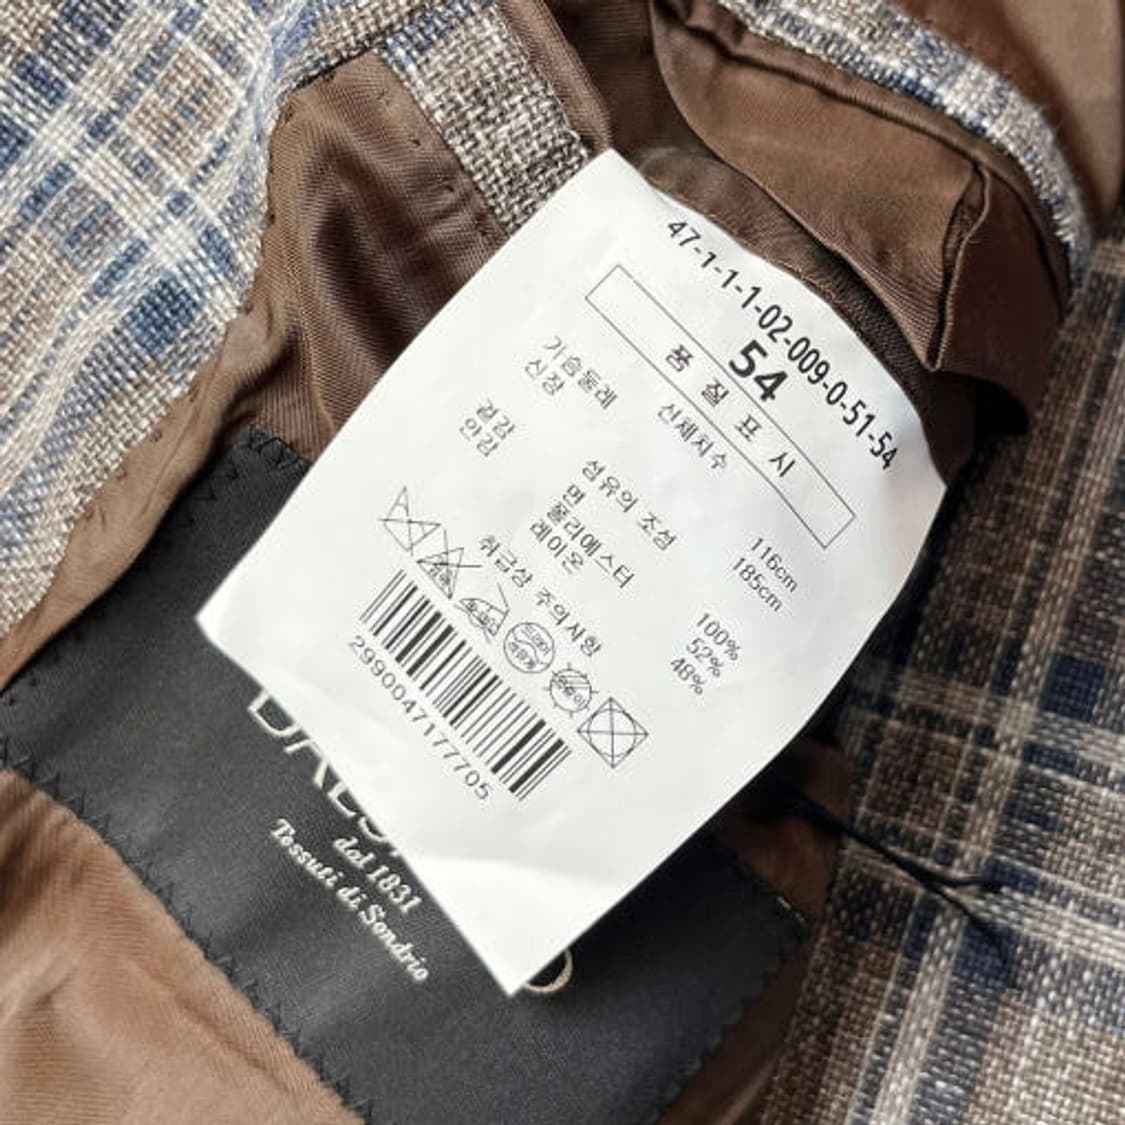 47-1-1-1-02-009-0-51-54
54
품 질 표 시
신체치수
가슴둘레 116cm
신장 185cm
섬유의 조성
겉감 면 100%
안감 폴리에스터 52%
레이온 48%
취급상 주의사항
2990047177705
dal 1831
Tessuti di Sondrio